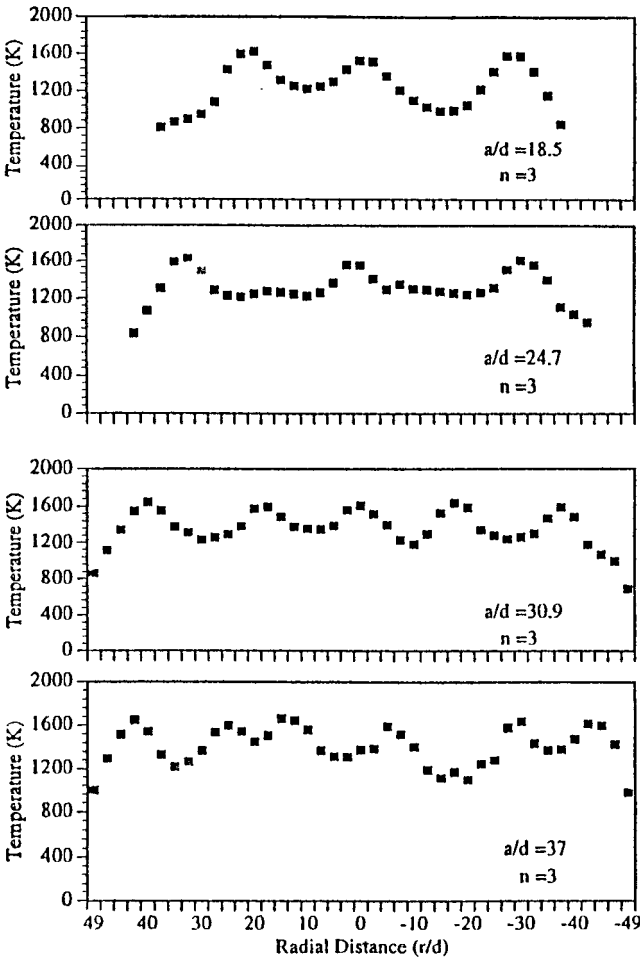 Temperature (K)
2000
1600
1200
800
400
0
a/d =18.5
n =3
Temperature (K)
2000
1600
1200
800
400
0
a/d =24.7
n =3
Temperature (K)
2000
1600
1200
800
400
0
a/d =30.9
n =3
Temperature (K)
2000
1600
1200
800
400
0
a/d =37
n =3
49 40 30 20 10 0 -10 -20 -30 -40 -49
Radial Distance (r/d)